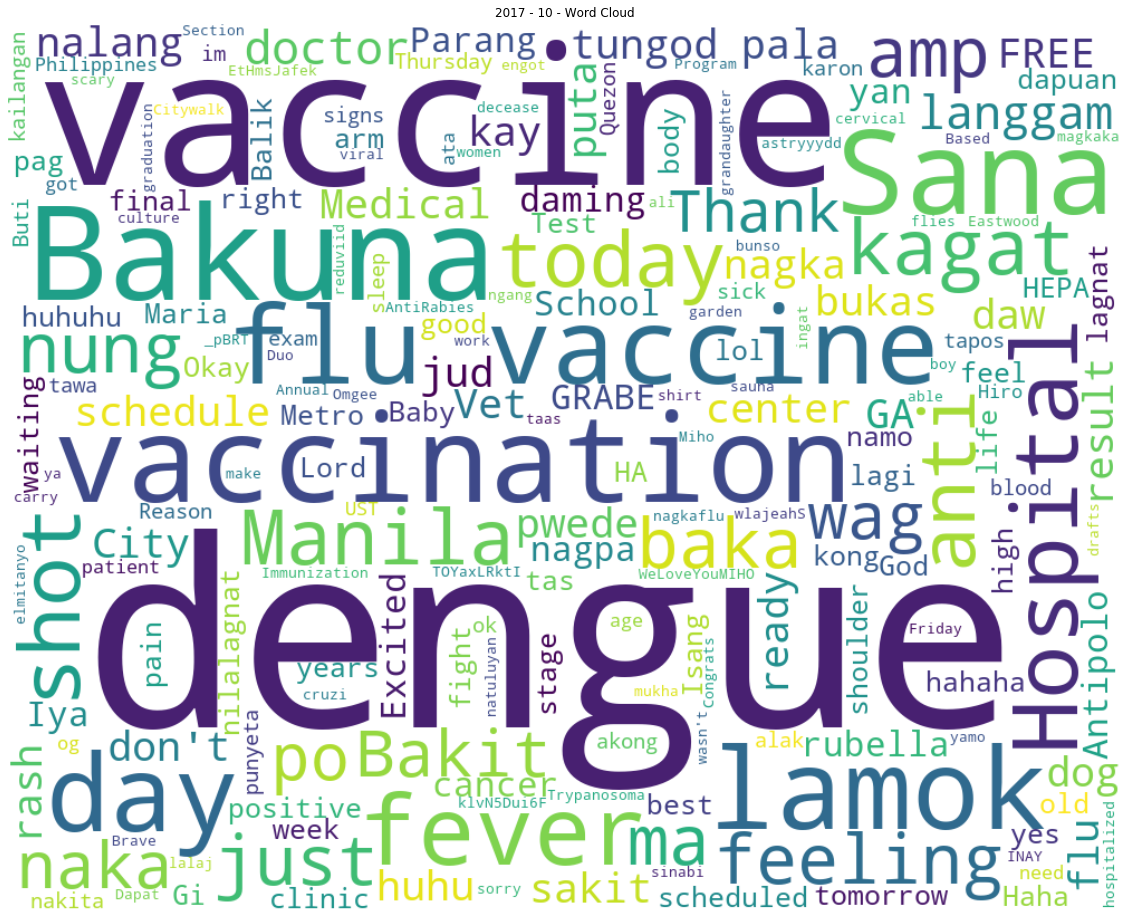 2017 - 10 - Word Cloud
nalang
Section
im
doctor
Parang
tungod pala
amp
FREE
Philippines
scary
EtHmsJafek
Thursday
engot
Program
karon
dapuan
kailangan
vaccine
puta
Quezon
yan
langgam
Citywalk
signs
decease
cervical
graduation
Balik
arm
viral
ata
women
kay
body
grandaughter
astryyydd
Based
magkaka
pag
got
final
culture
right
Medical
daming
Test
ali
Thank
Sana
flies
Eastwood
Buti
Bakuna
reduviid
sleep
today
bunso
nagka
kagat
ngang
AntiRabies
School
sick
bukas
HEPA
lagnat
huhuhu
Maria
good
garden
ingat
daw
_pBRT
exam
work
nung
Okay
Duo
flu vaccine
lol
tapos
boy
feel
jud
tawa
Annual
Omgee
GRABE
shirt
sauna
able
Hiro
waiting
schedule
Metro
Baby
Vet
taas
center
GA
anti
life
Hospital
result
ya
make
vaccination
Miho
namo
carry
Lord
HA
lagi
blood
Reason
UST
nagkaflu
wlajeahS
drafts
shot
City
Manila
pwede
nagpa
baka
wag
kong
God
high
elmitanyo
patient
Immunization
TOYaxLRktI
tas
WeLoveYouMIHO
nilalagnat
dengue
Excited
age
ready
Friday
pain
years
fight
ok
stage
Isang
shoulder
Antipolo
cruzi
natuluyan
mukha
congrats
hahaha
Iya
og
don't
punyeta
po
Bakit
akong
wasn't
alak
rubella
yamo
rash
day
cancer
lamok
dog
positive
klvN5Dui6F
Trypanosoma
best
old
Brave
week
fever
ma
yes
flu
hospitalized
naka
lalaj
just
sinabi
feeling
INAY
need
nakita
Dapat
Gi
clinic
huhu
sorry
sakit
scheduled
tomorrow
Haha